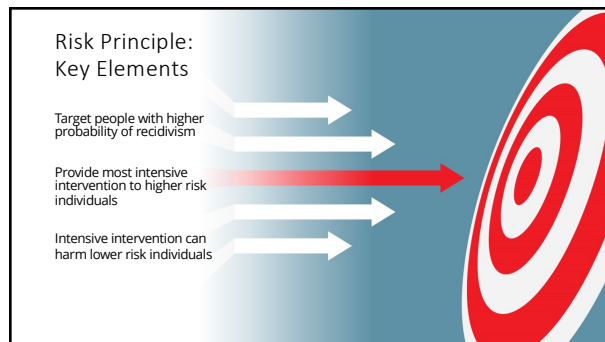 Risk Principle:
Key Elements
Target people with higher
probability of recidivism
Provide most intensive
intervention to higher risk
individuals
Intensive intervention can
harm lower risk individuals